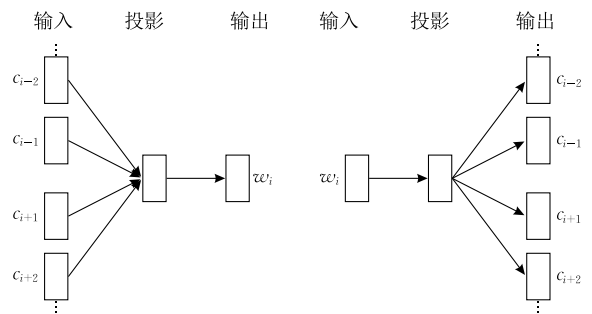 输入 投影 输出 输入 投影 输出
c_{i−2} c_{i−2}
c_{i−1} c_{i−1}
w_i w_i
c_{i+1} c_{i+1}
c_{i+2} c_{i+2}